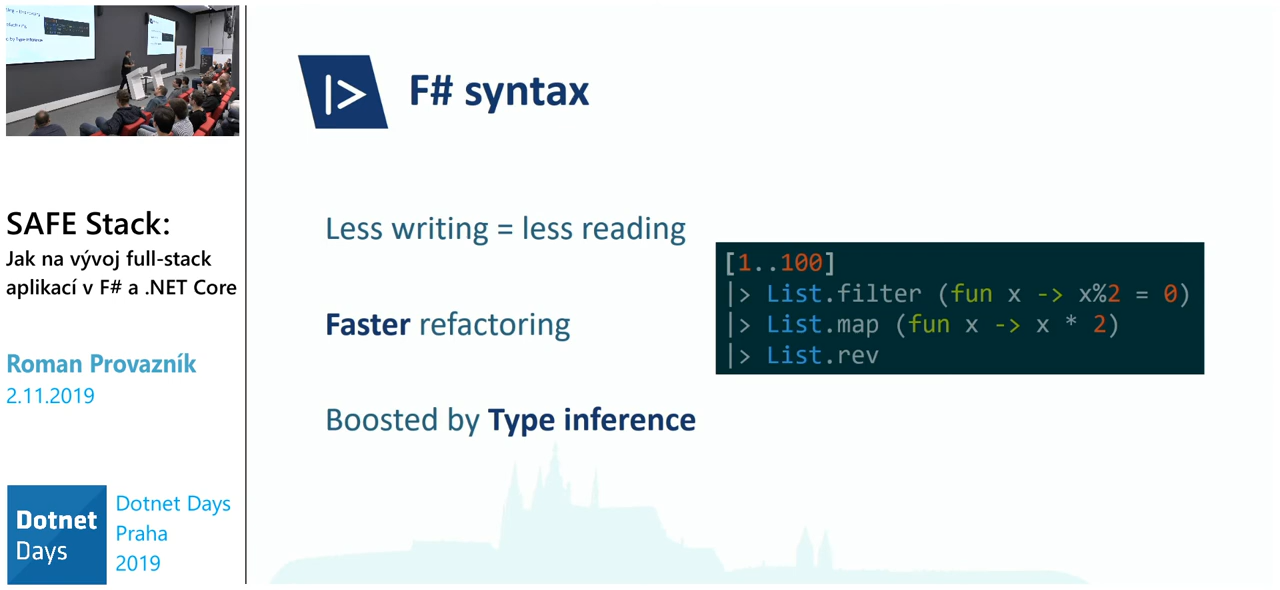 SAFE Stack:
Jak na vývoj full-stack
aplikací v F# a .NET Core
Roman Provazník
2.11.2019
Dotnet
Days
Dotnet Days
Praha
2019
|> F# syntax
Less writing = less reading
Faster refactoring
Boosted by Type inference
[1..100]
|> List.filter (fun x -> x%2 = 0)
|> List.map (fun x -> x * 2)
|> List.rev